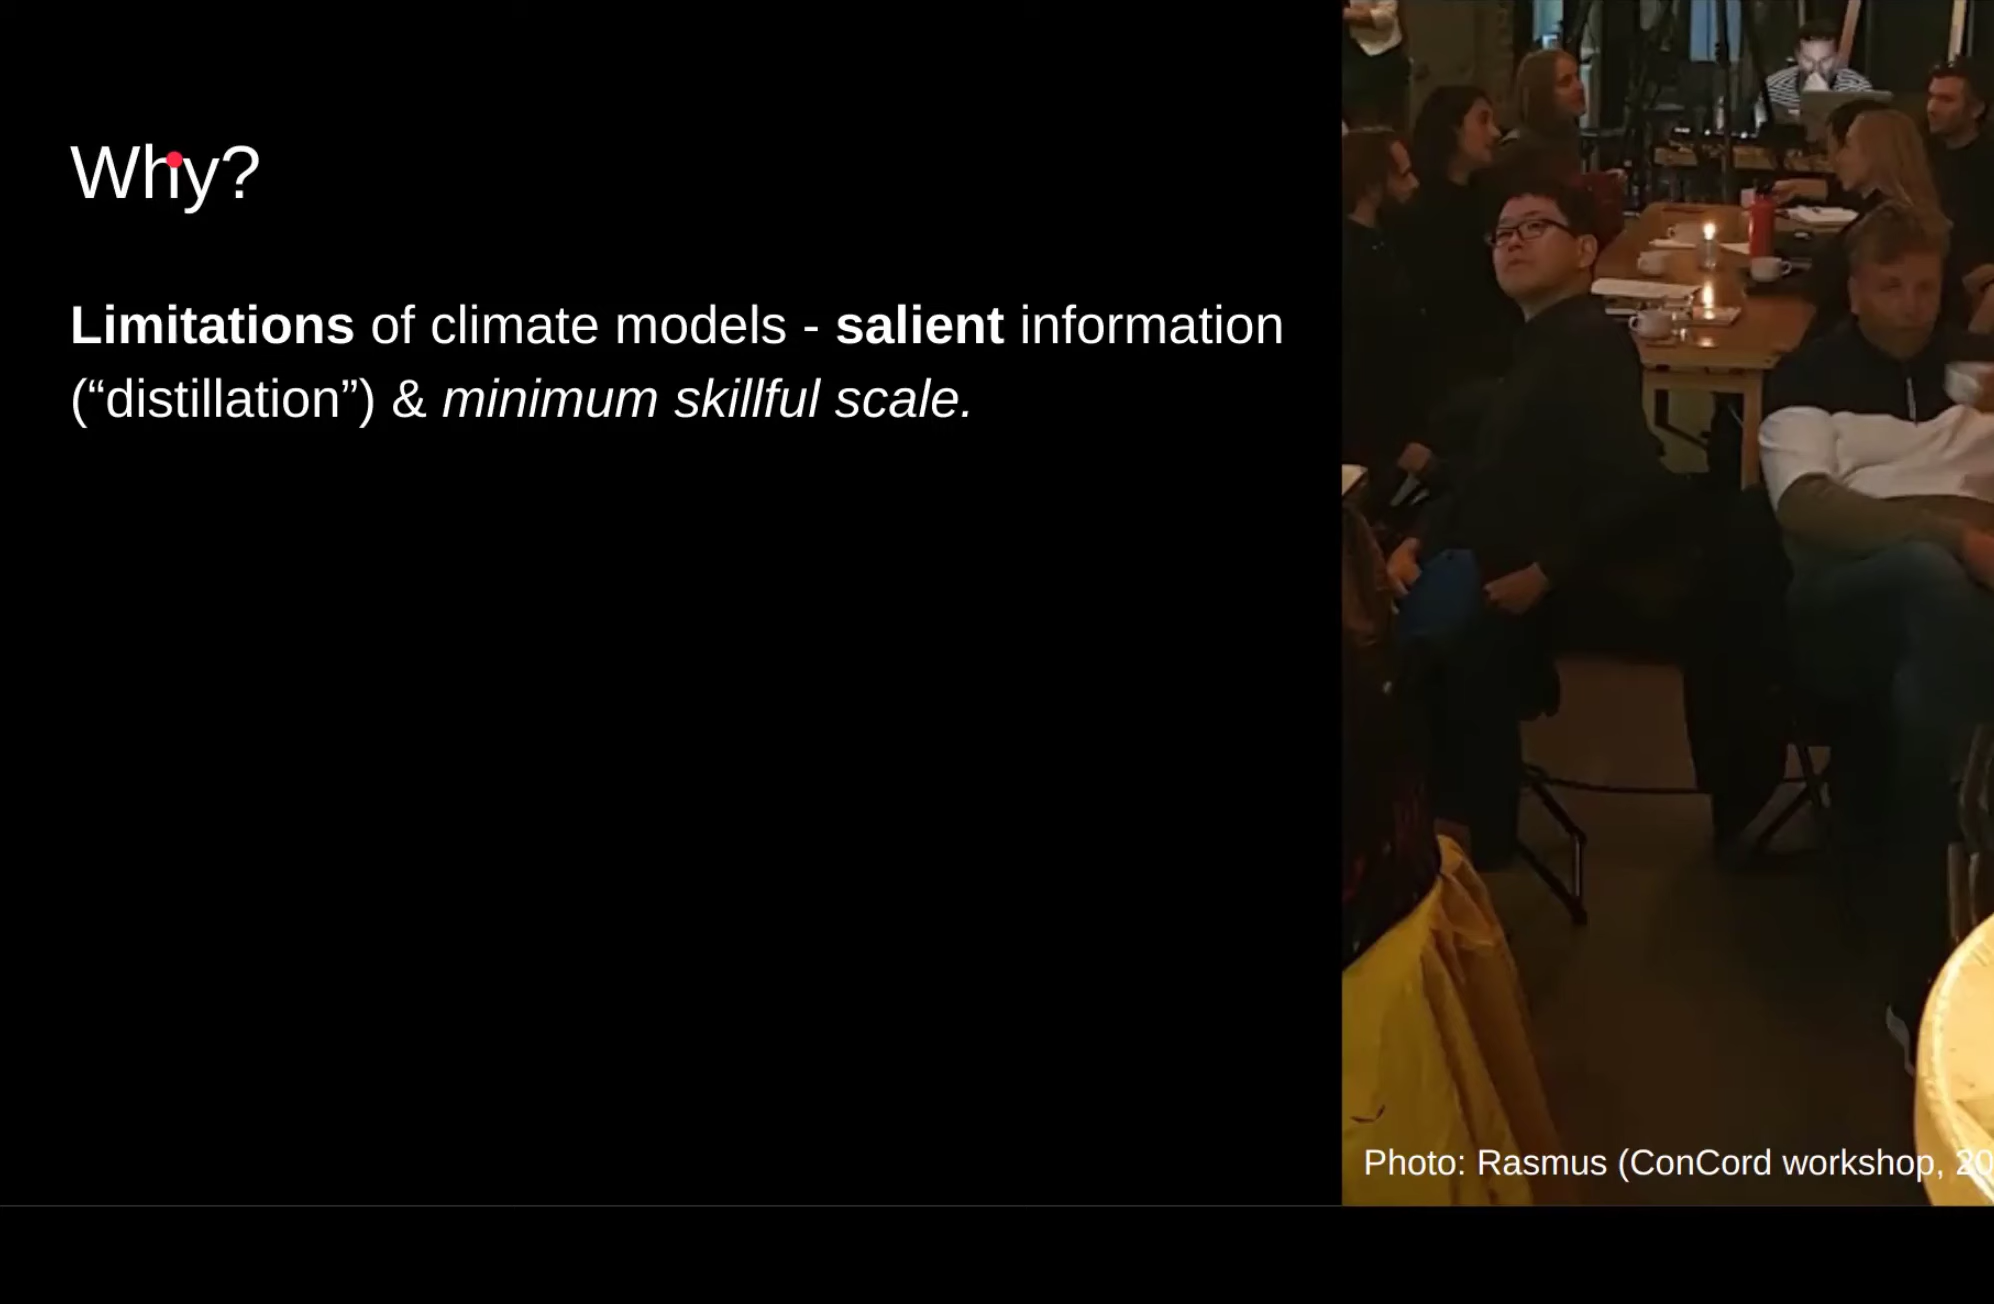 Why?
Limitations of climate models - salient information
(“distillation”) & minimum skillful scale.
Photo: Rasmus (ConCord workshop,